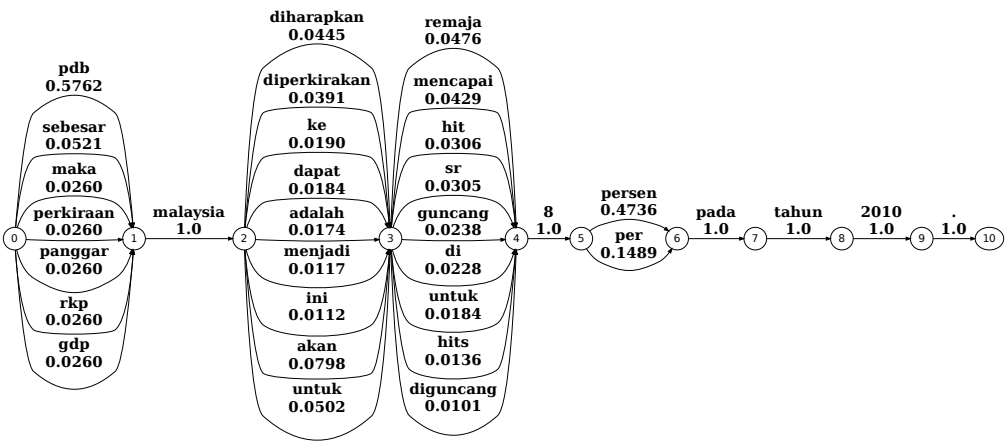 pdb
0.5762
sebesar
0.0521
maka
0.0260
perkiraan
0.0260
panggar
0.0260
rkp
0.0260
gdp
0.0260
malaysia
1.0
diharapkan
0.0445
diperkirakan
0.0391
ke
0.0190
dapat
0.0184
adalah
0.0174
menjadi
0.0117
ini
0.0112
akan
0.0798
untuk
0.0502
remaja
0.0476
mencapai
0.0429
hit
0.0306
sr
0.0305
guncang
0.0238
di
0.0228
untuk
0.0184
hits
0.0136
diguncang
0.0101
8
1.0
persen
0.4736
per
0.1489
pada
1.0
tahun
1.0
2010
1.0
.
1.0
0 1 2 3 4 5 6 7 8 9 10